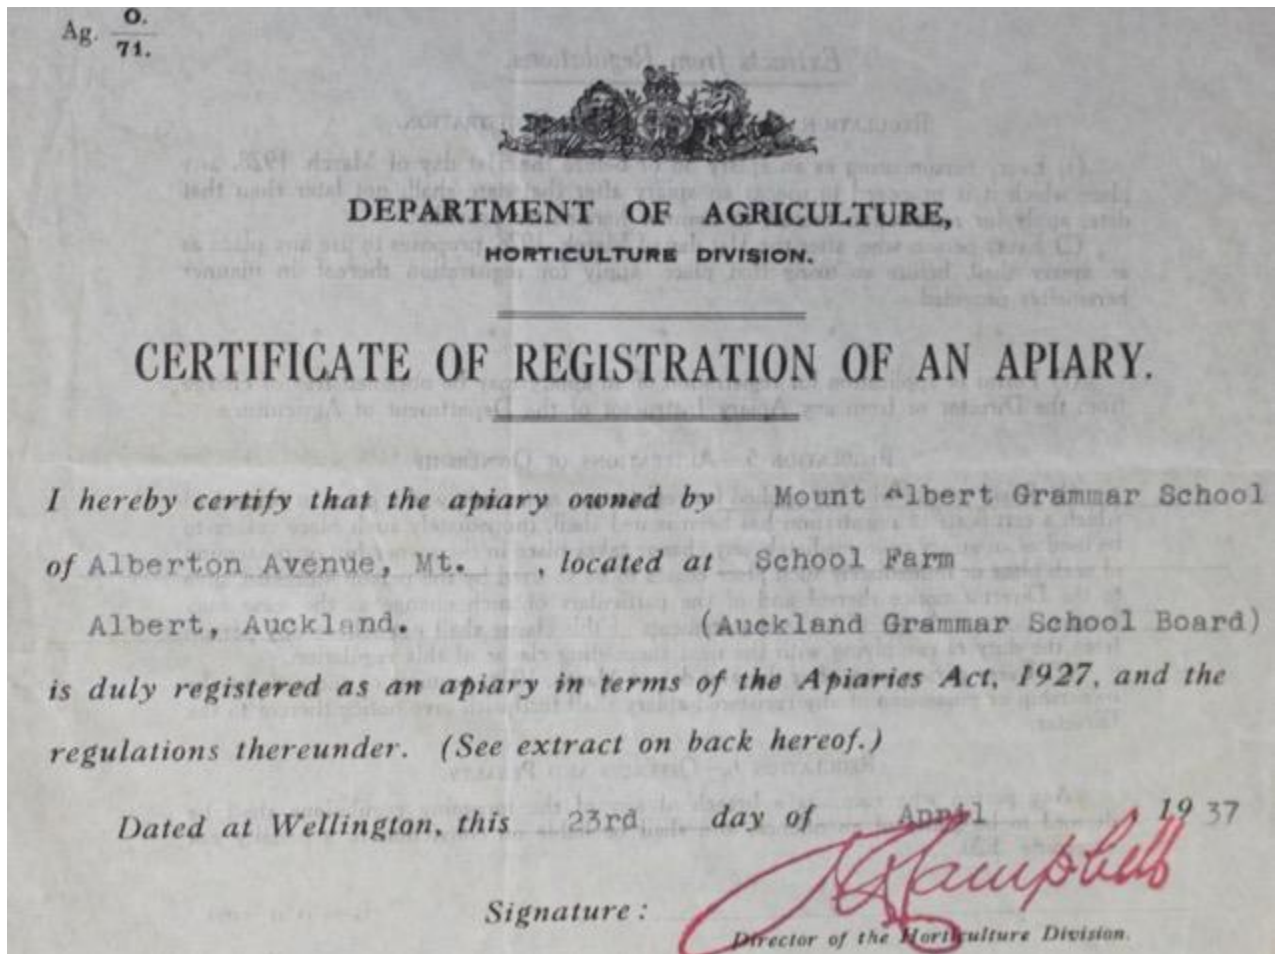 Ag. O.
71.
DEPARTMENT OF AGRICULTURE,
HORTICULTURE DIVISION.
CERTIFICATE OF REGISTRATION OF AN APIARY.
I hereby certify that the apiary owned by Mount Albert Grammar School
of Alberton Avenue, Mt. , located at School Farm
Albert, Auckland. (Auckland Grammar School Board)
is duly registered as an apiary in terms of the Apiaries Act, 1927, and the
regulations thereunder. (See extract on back hereof.)
Dated at Wellington, this 23rd day of April 1937
Signature: Campbell
Director of the Horticulture Division.